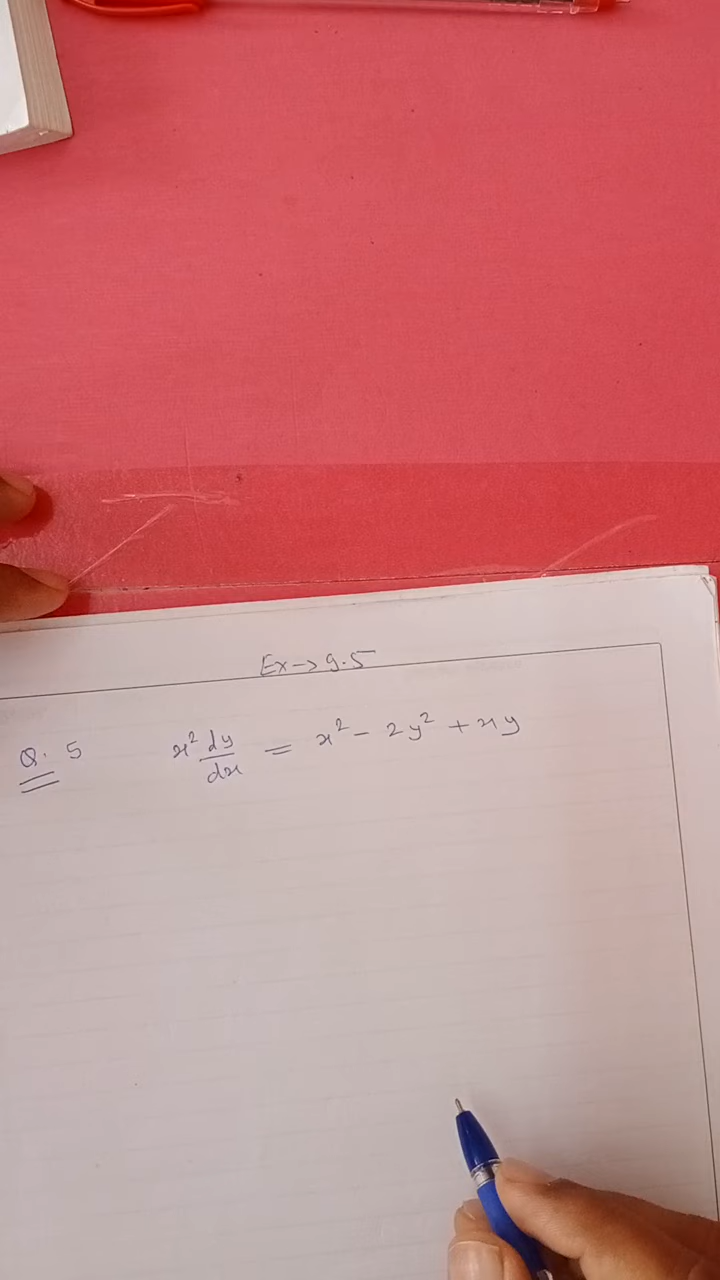 Ex→9.5
Q. 5 x² dy/dx = x² - 2y² + xy